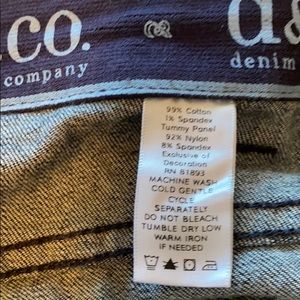 co.
d&
company
denim
99% Cotton
1% Spandex
Tummy Panel
92% Nylon
8% Spandex
Exclusive of
Decoration
RN 81893
MACHINE WASH
COLD GENTLE
CYCLE
SEPARATELY
DO NOT BLEACH
TUMBLE DRY LOW
WARM IRON
IF NEEDED